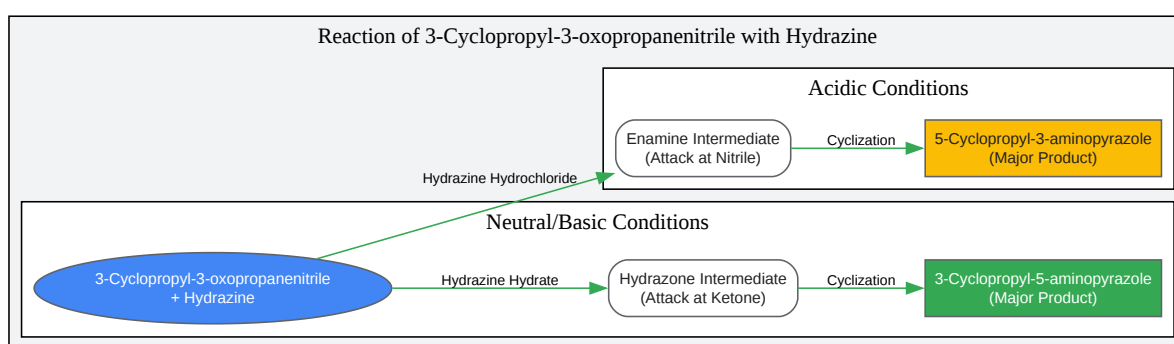 Reaction of 3-Cyclopropyl-3-oxopropanenitrile with Hydrazine
Acidic Conditions
Enamine Intermediate
(Attack at Nitrile)
Cyclization
5-Cyclopropyl-3-aminopyrazole
(Major Product)
Hydrazine Hydrochloride
Neutral/Basic Conditions
3-Cyclopropyl-3-oxopropanenitrile
+ Hydrazine
Hydrazine Hydrate
Hydrazone Intermediate
(Attack at Ketone)
Cyclization
3-Cyclopropyl-5-aminopyrazole
(Major Product)